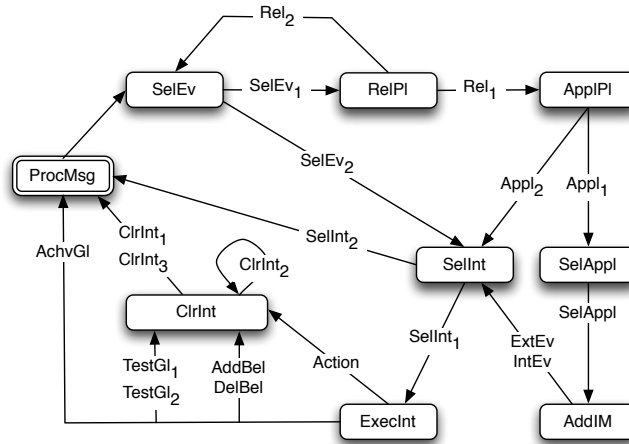 Rel2
SelEv
SelEv1
RelPl
Rel1
ApplPl
SelEv2
ProcMsg
Appl2
Appl1
ClrInt1
ClrInt3
AchvGl
SelInt2
ClrInt2
SelInt
SelAppl
ClrInt
SelInt1
SelAppl
ExtEv
IntEv
TestGl1
TestGl2
AddBel
DelBel
Action
ExecInt
AddIM